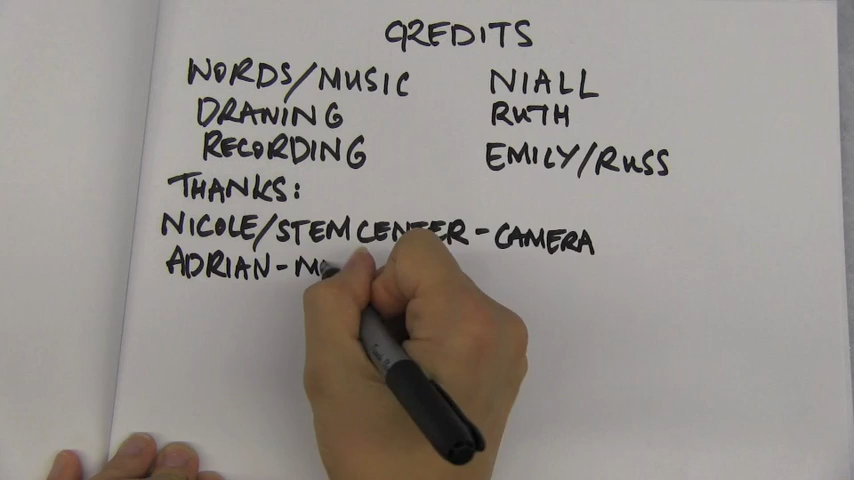 CREDITS
WORDS/MUSIC NIALL
DRAWING RUTH
RECORDING EMILY/RUSS
THANKS:
NICOLE/STEM CENTER - CAMERA
ADRIAN -